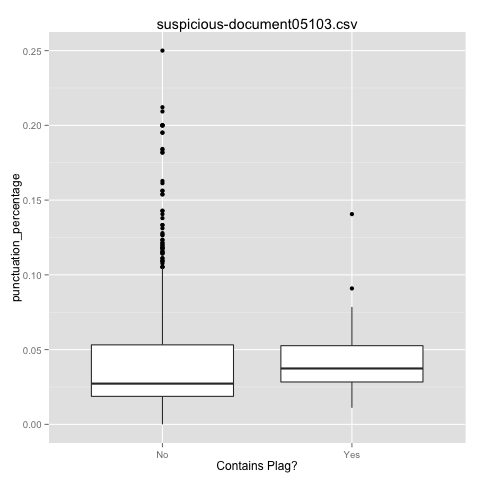 suspicious-document05103.csv
punctuation_percentage
0.25
0.20
0.15
0.10
0.05
0.00
No Yes
Contains Plag?